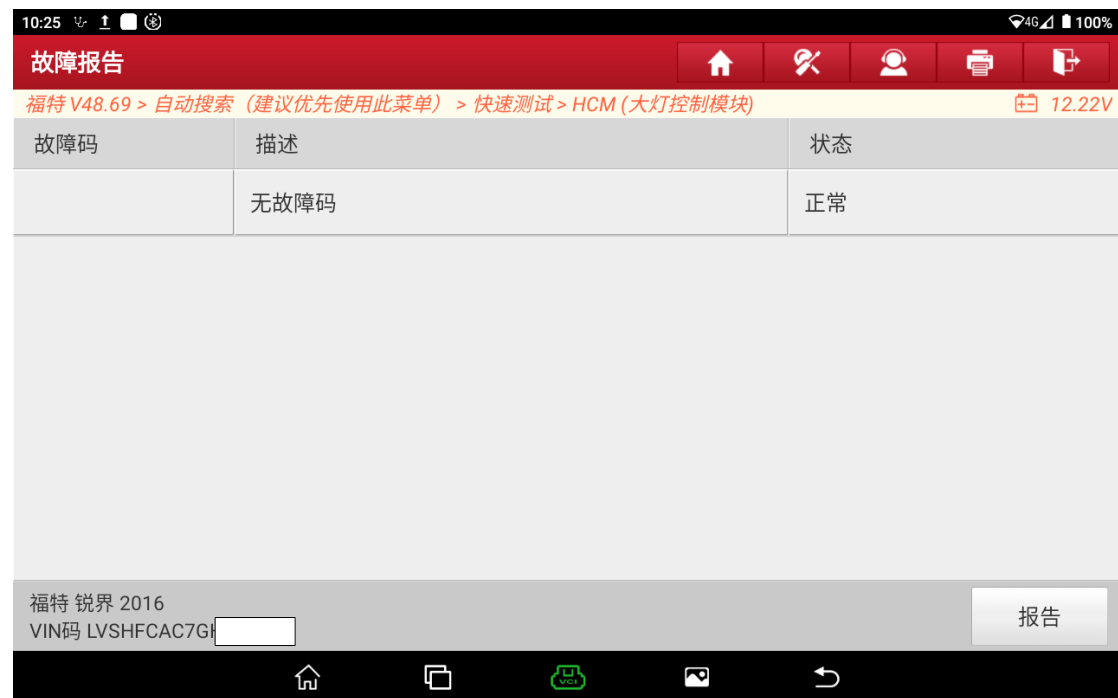 10:25 4G 100%
故障报告
福特 V48.69 > 自动搜索（建议优先使用此菜单） > 快速测试 > HCM (大灯控制模块) 12.22V
故障码 描述 状态
无故障码 正常
福特 锐界 2016
VIN码 LVSHFCAC7G
报告
VCI